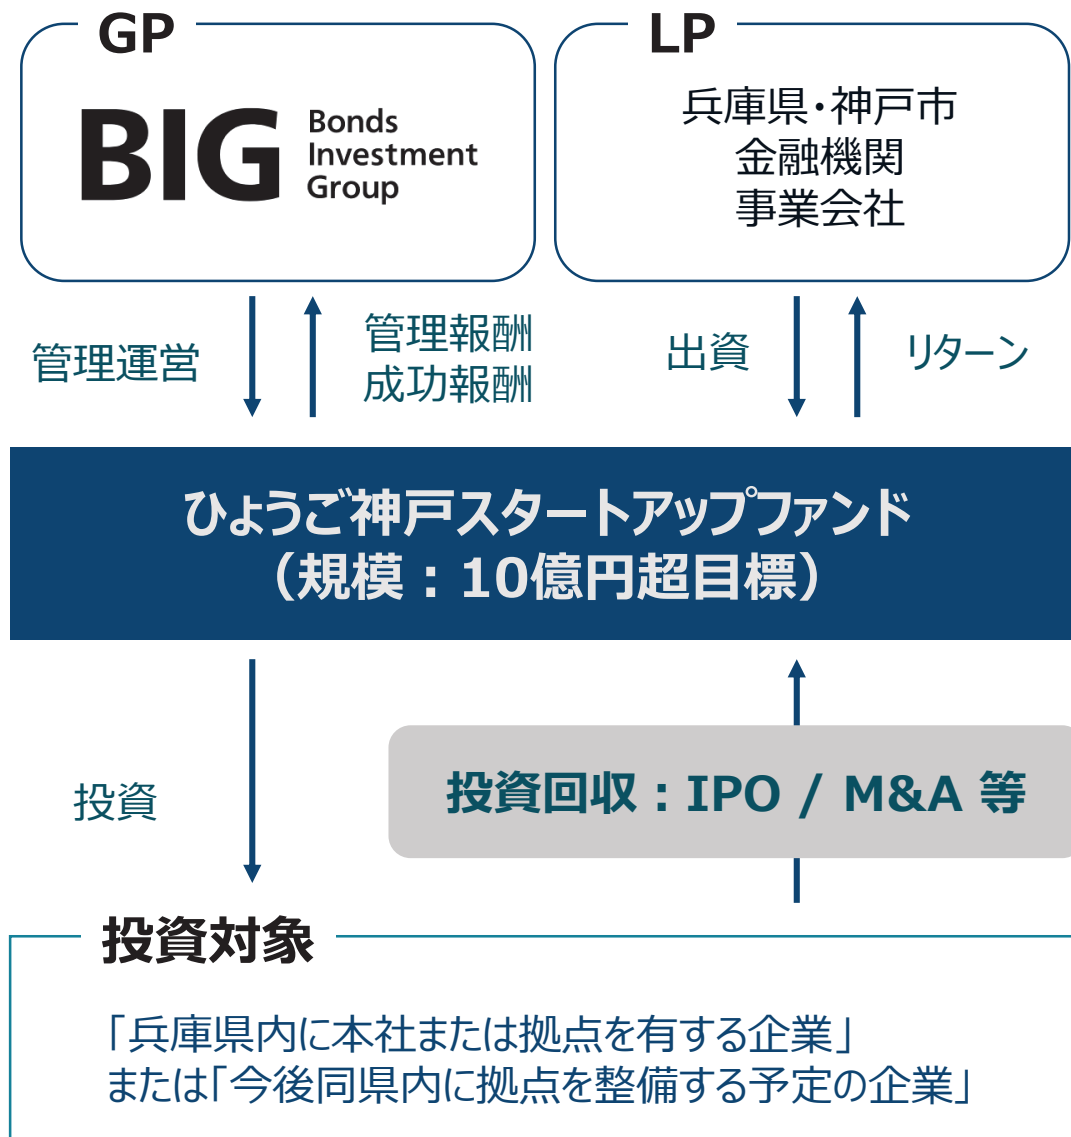 GP
BIG
Bonds
Investment
Group
LP
兵庫県・神戸市
金融機関
事業会社
管理運営
管理報酬
成功報酬
出資
リターン
ひょうご神戸スタートアップファンド
（規模：10億円超目標）
投資
投資回収：IPO / M&A 等
投資対象
「兵庫県内に本社または拠点を有する企業」
または「今後同県内に拠点を整備する予定の企業」